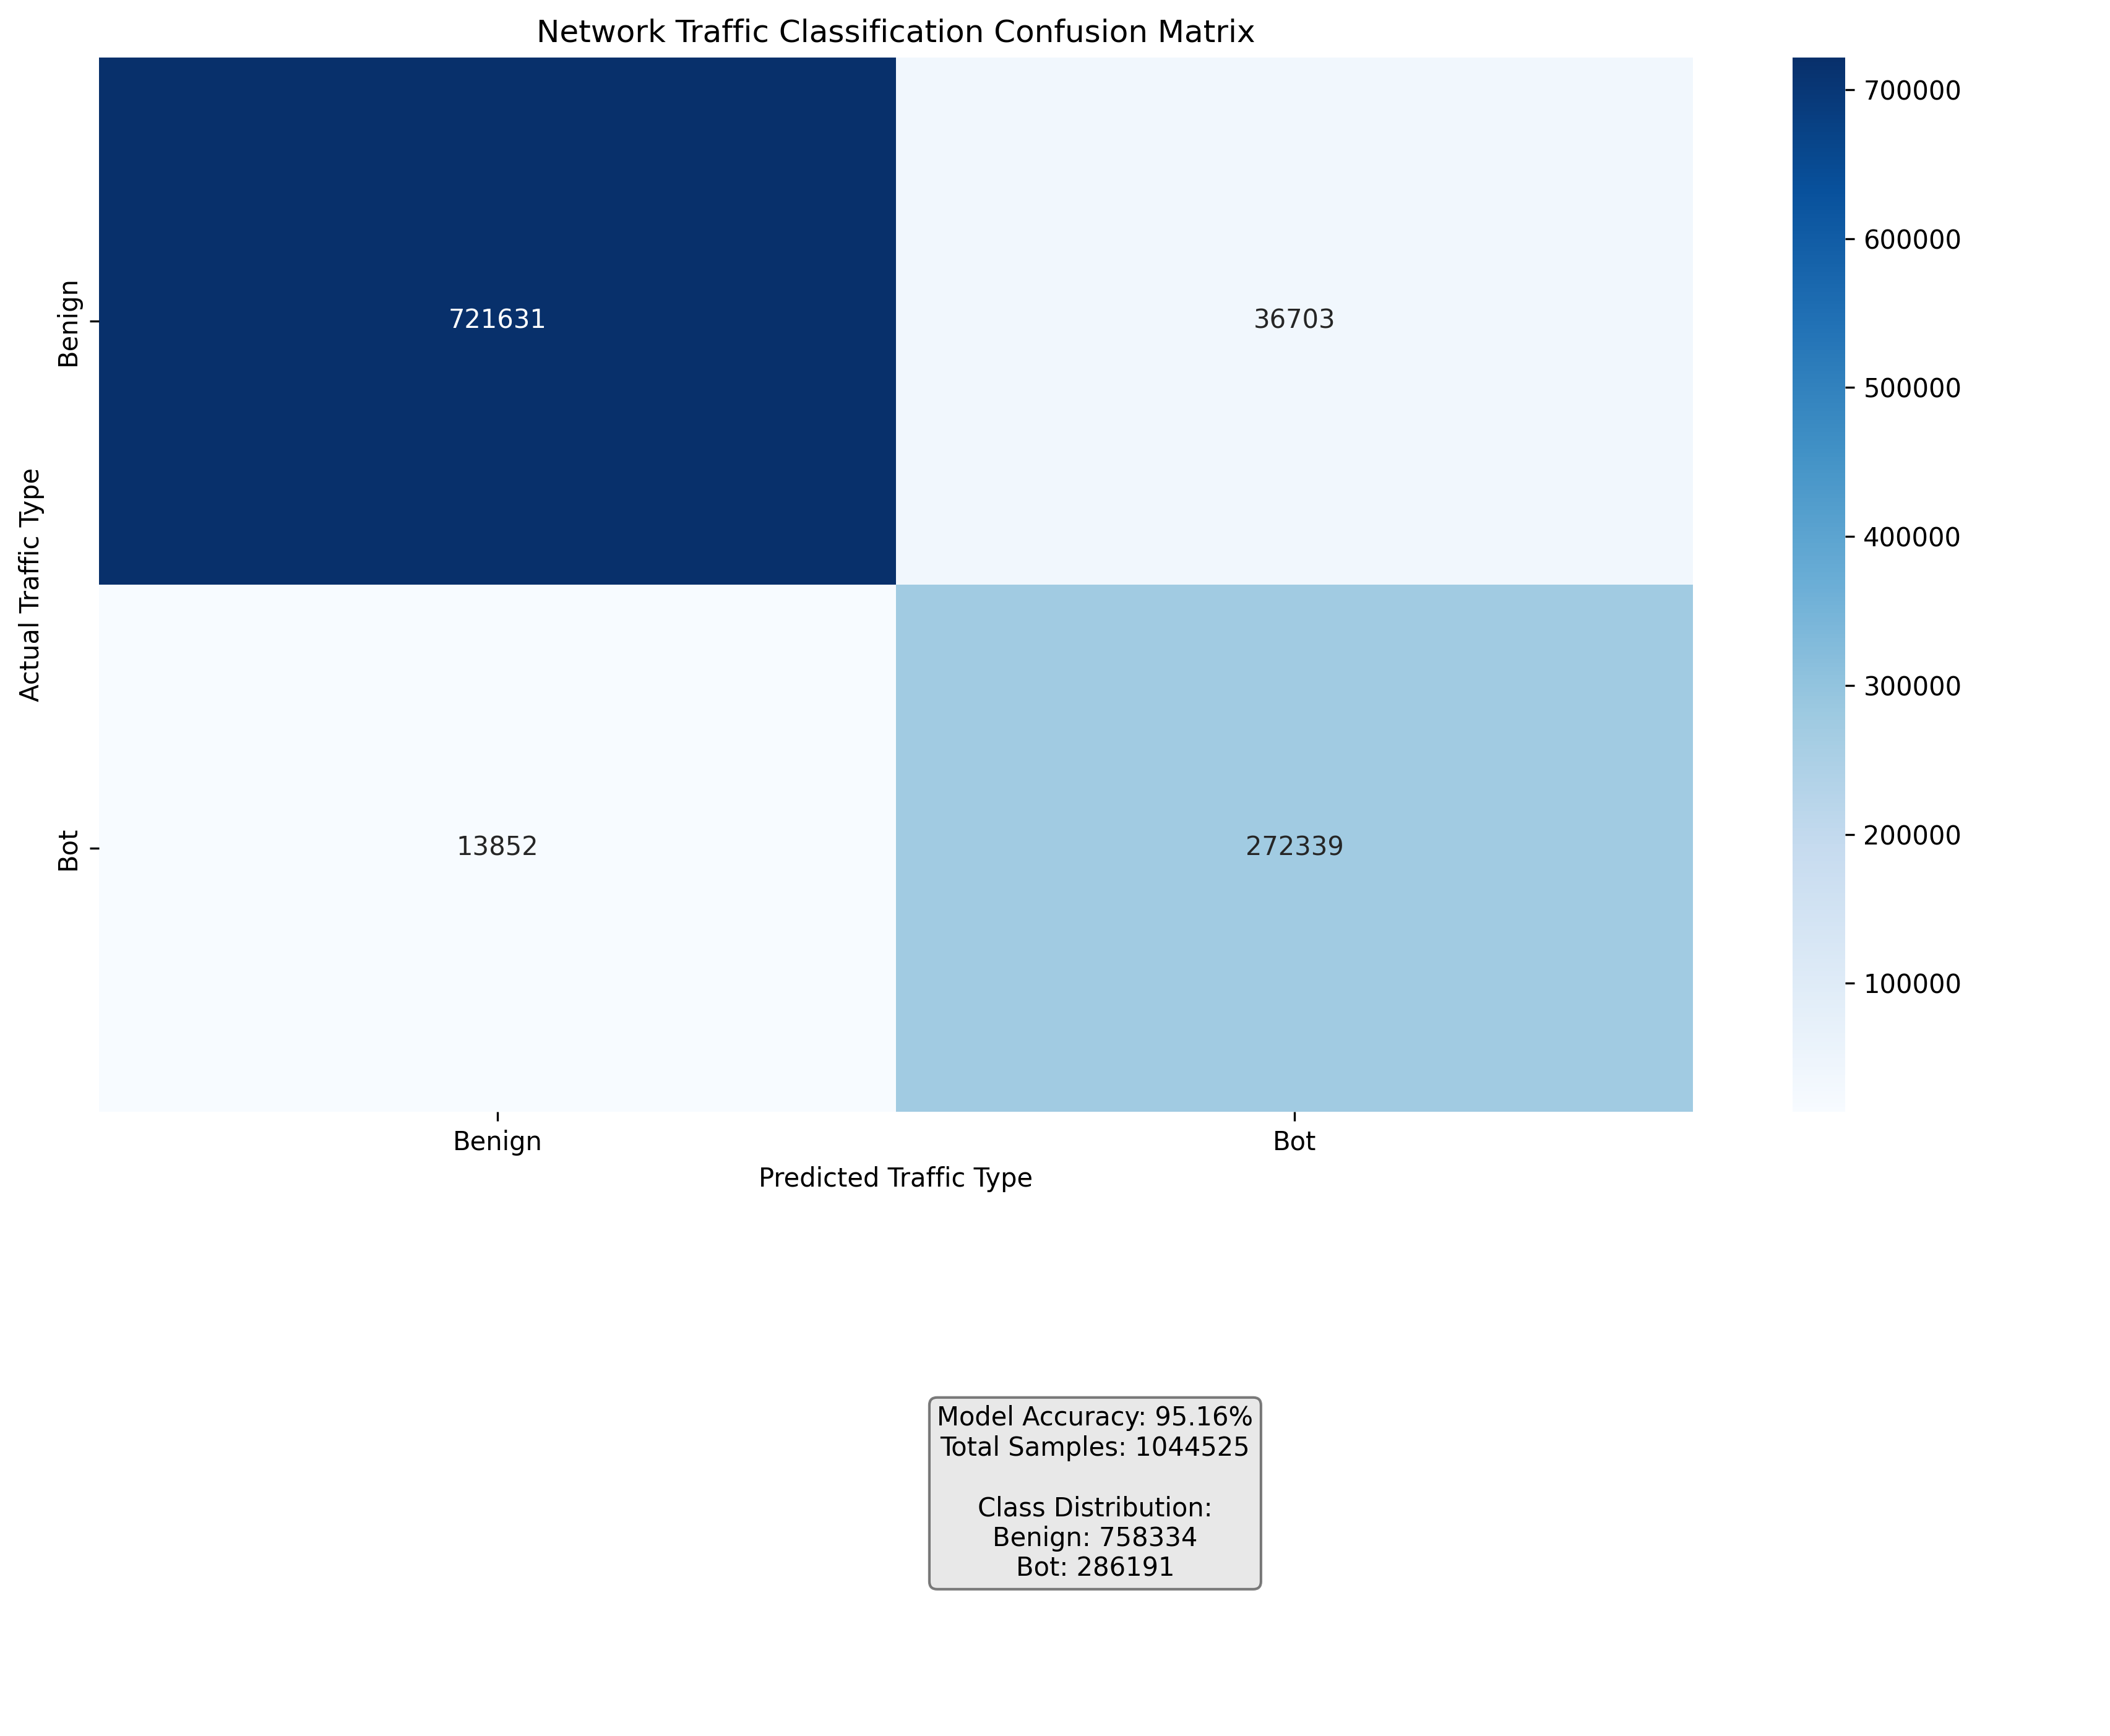 Network Traffic Classification Confusion Matrix
Actual Traffic Type
Benign
721631
36703
Bot
13852
272339
Benign
Bot
Predicted Traffic Type
700000
600000
500000
400000
300000
200000
100000
Model Accuracy: 95.16%
Total Samples: 1044525
Class Distribution:
Benign: 758334
Bot: 286191